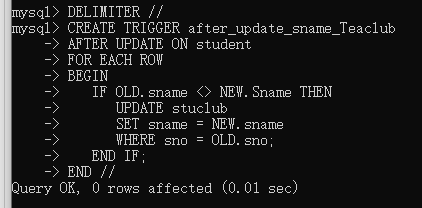 mysql> DELIMITER //
mysql> CREATE TRIGGER after_update_sname_Teaclub
    -> AFTER UPDATE ON student
    -> FOR EACH ROW
    -> BEGIN
    ->     IF OLD.sname <> NEW.Sname THEN
    ->         UPDATE stuclub
    ->         SET sname = NEW.sname
    ->         WHERE sno = OLD.sno;
    ->     END IF;
    -> END //
Query OK, 0 rows affected (0.01 sec)